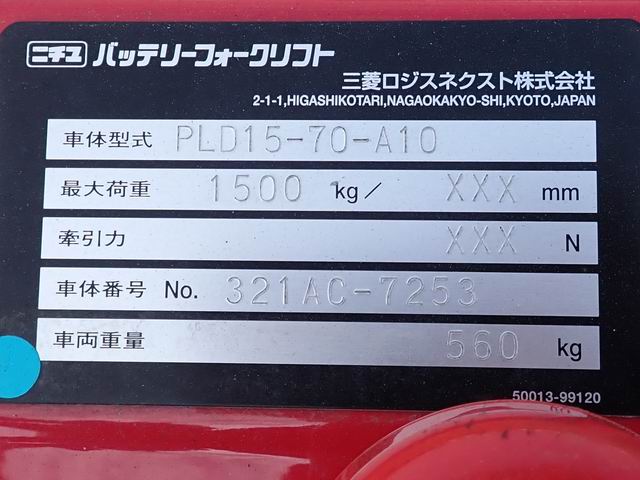 ニチユ バッテリーフォークリフト
三菱ロジスネクスト株式会社
2-1-1,HIGASHIKOTARI,NAGAOKAKYO-SHI,KYOTO,JAPAN
車体型式 PLD15-70-A10
最大荷重 1500 kg/ XXX mm
牽引力 XXX N
車体番号 No. 321AC-7253
車両重量 560 kg
50013-99120